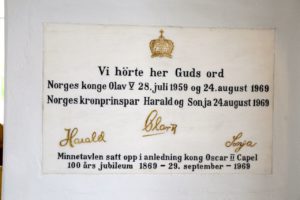 Vi hörte her Guds ord
Norges konge Olav V 28. juli 1959 og 24. august 1969
Norges kronprinspar Harald og Sonja 24. august 1969
Olav R
Harald
Sonja
Minnetavlen satt opp i anledning kong Oscar II Capel
100 års jubileum 1869 - 29. september - 1969